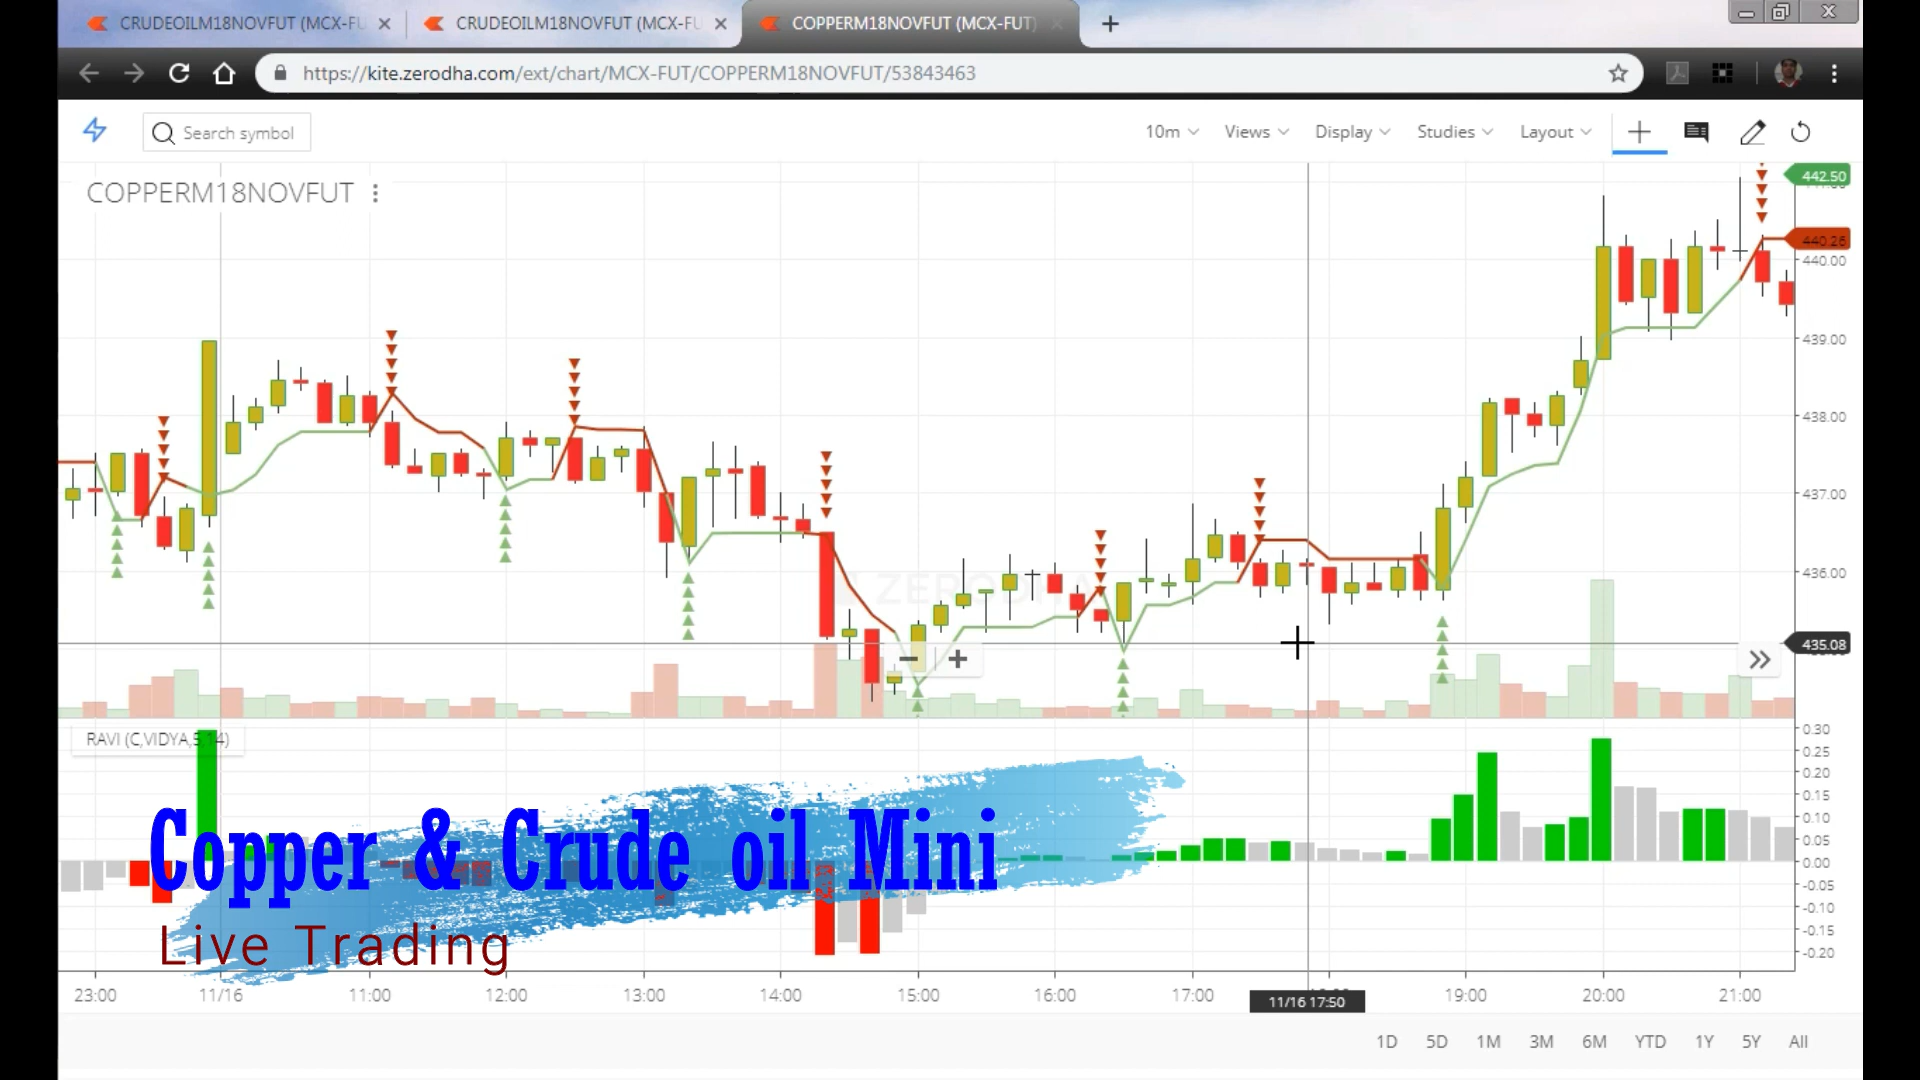 CRUDEOILM18NOVFUT (MCX-FU
CRUDEOILM18NOVFUT (MCX-FU
COPPERM18NOVFUT (MCX-FUT)
https://kite.zerodha.com/ext/chart/MCX-FUT/COPPERM18NOVFUT/53843463
Search symbol
10m Views Display Studies Layout
COPPERM18NOVFUT
442.50
440.26
440.00
439.00
438.00
437.00
436.00
ZERODHA
435.08
RAVI (C,VIDYA,5,14)
0.30
0.25
0.20
0.15
0.10
0.05
0.00
-0.05
-0.10
-0.15
-0.20
Copper & Crude oil Mini
Live Trading
23:00 11/16 11:00 12:00 13:00 14:00 15:00 16:00 17:00 11/16 17:50 19:00 20:00 21:00
1D 5D 1M 3M 6M YTD 1Y 5Y All